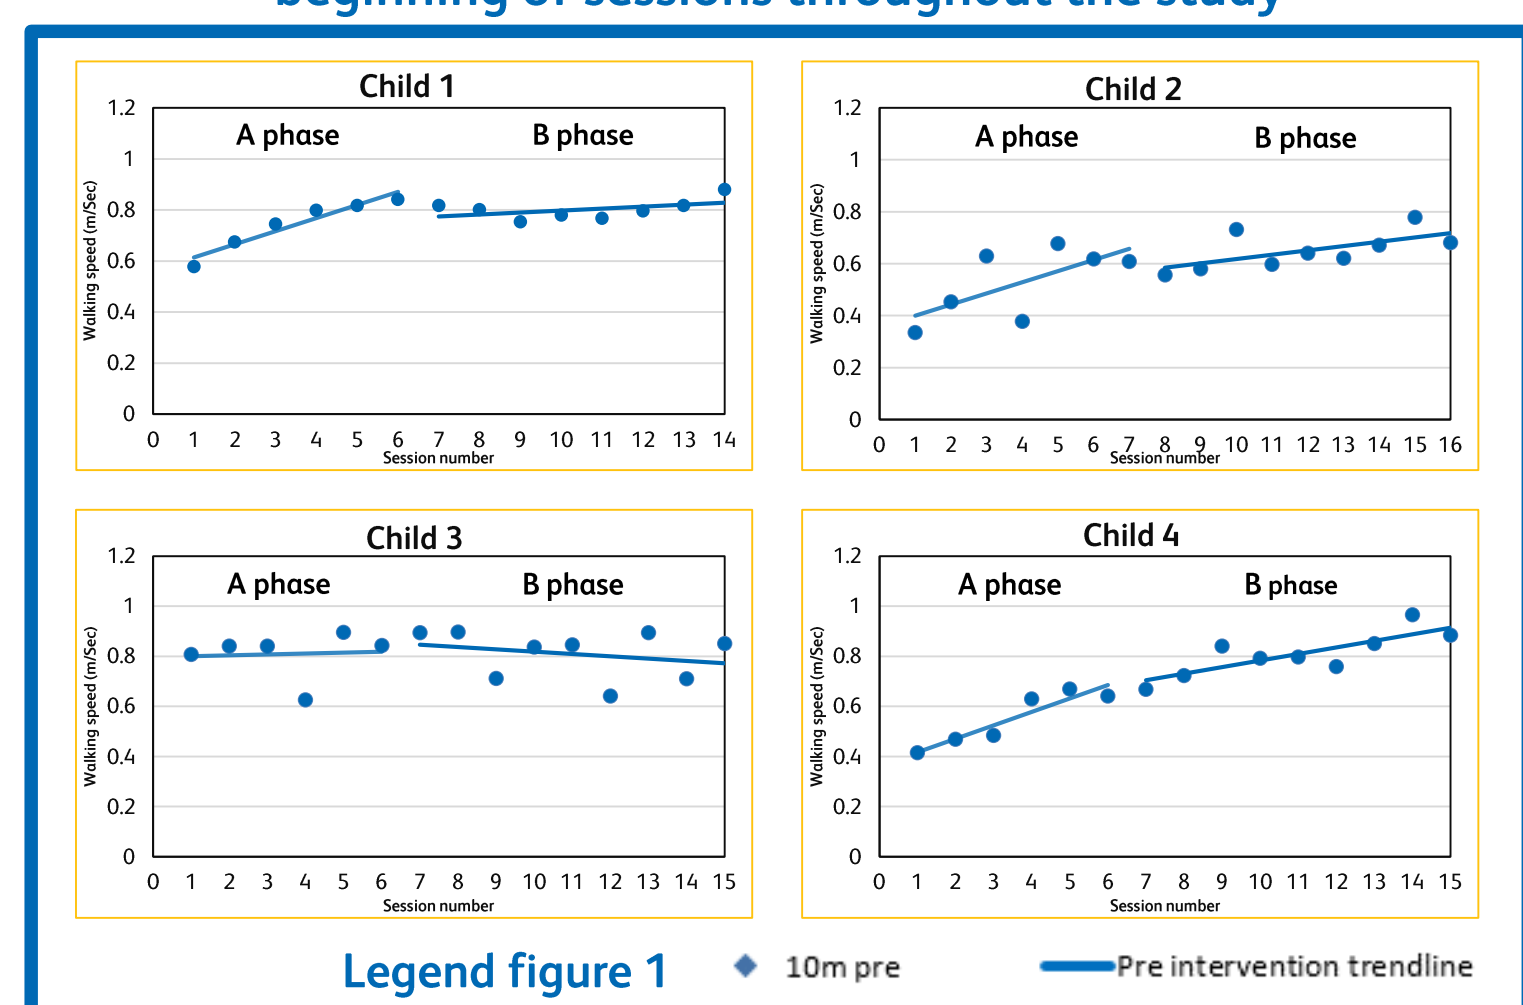 beginning of sessions throughout the study
Child 1
A phase B phase
1.2
1
0.8
0.6
0.4
0.2
0
Walking speed (m/Sec)
0 1 2 3 4 5 6 7 8 9 10 11 12 13 14
Session number
Child 2
A phase B phase
1.2
1
0.8
0.6
0.4
0.2
0
Walking speed (m/Sec)
0 1 2 3 4 5 6 7 8 9 10 11 12 13 14 15 16
Session number
Child 3
A phase B phase
1.2
1
0.8
0.6
0.4
0.2
0
Walking speed (m/Sec)
0 1 2 3 4 5 6 7 8 9 10 11 12 13 14 15
Session number
Child 4
A phase B phase
1.2
1
0.8
0.6
0.4
0.2
0
Walking speed (m/Sec)
0 1 2 3 4 5 6 7 8 9 10 11 12 13 14 15
Session number
Legend figure 1 10m pre Pre intervention trendline